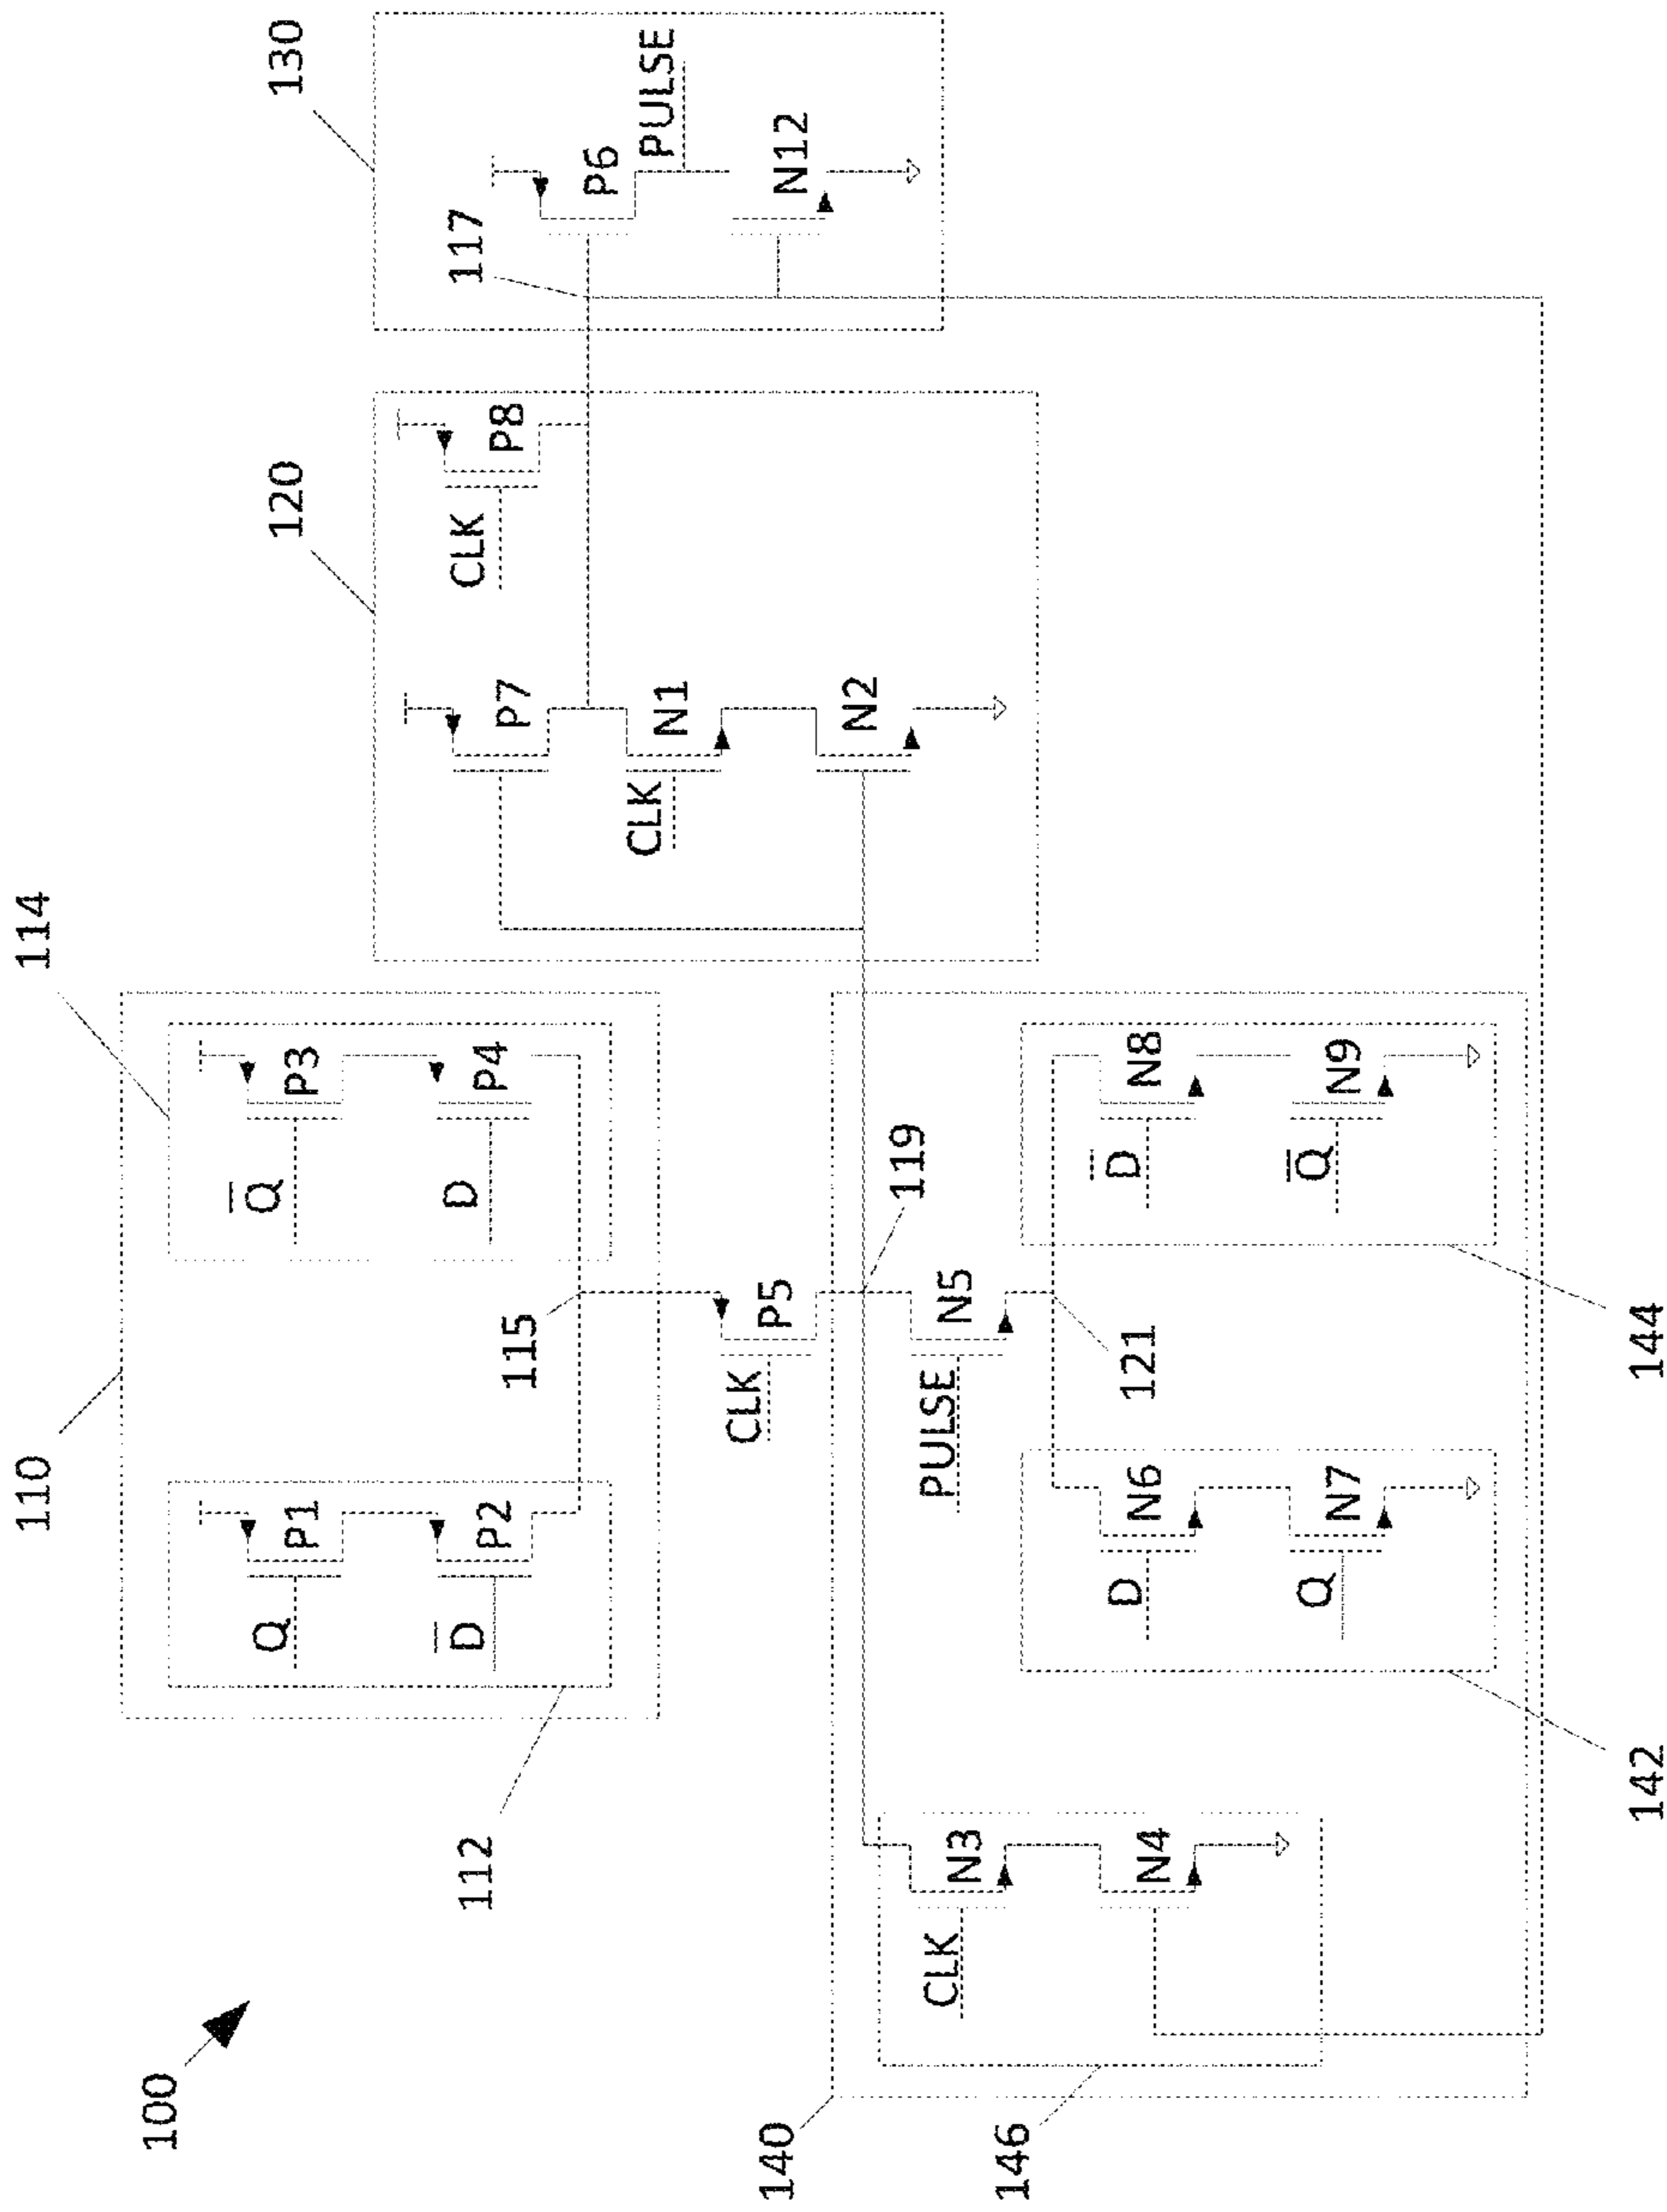 110
114
100
120
130
Q
P1
Q̅
P3
112
D̅
P2
D
P4
CLK
P8
117
115
P7
P6
CLK
N1
PULSE
CLK
P5
140
N12
N2
119
CLK
N3
PULSE
N5
146
121
N4
D
N6
D̅
N8
Q
N7
Q̅
N9
142
144